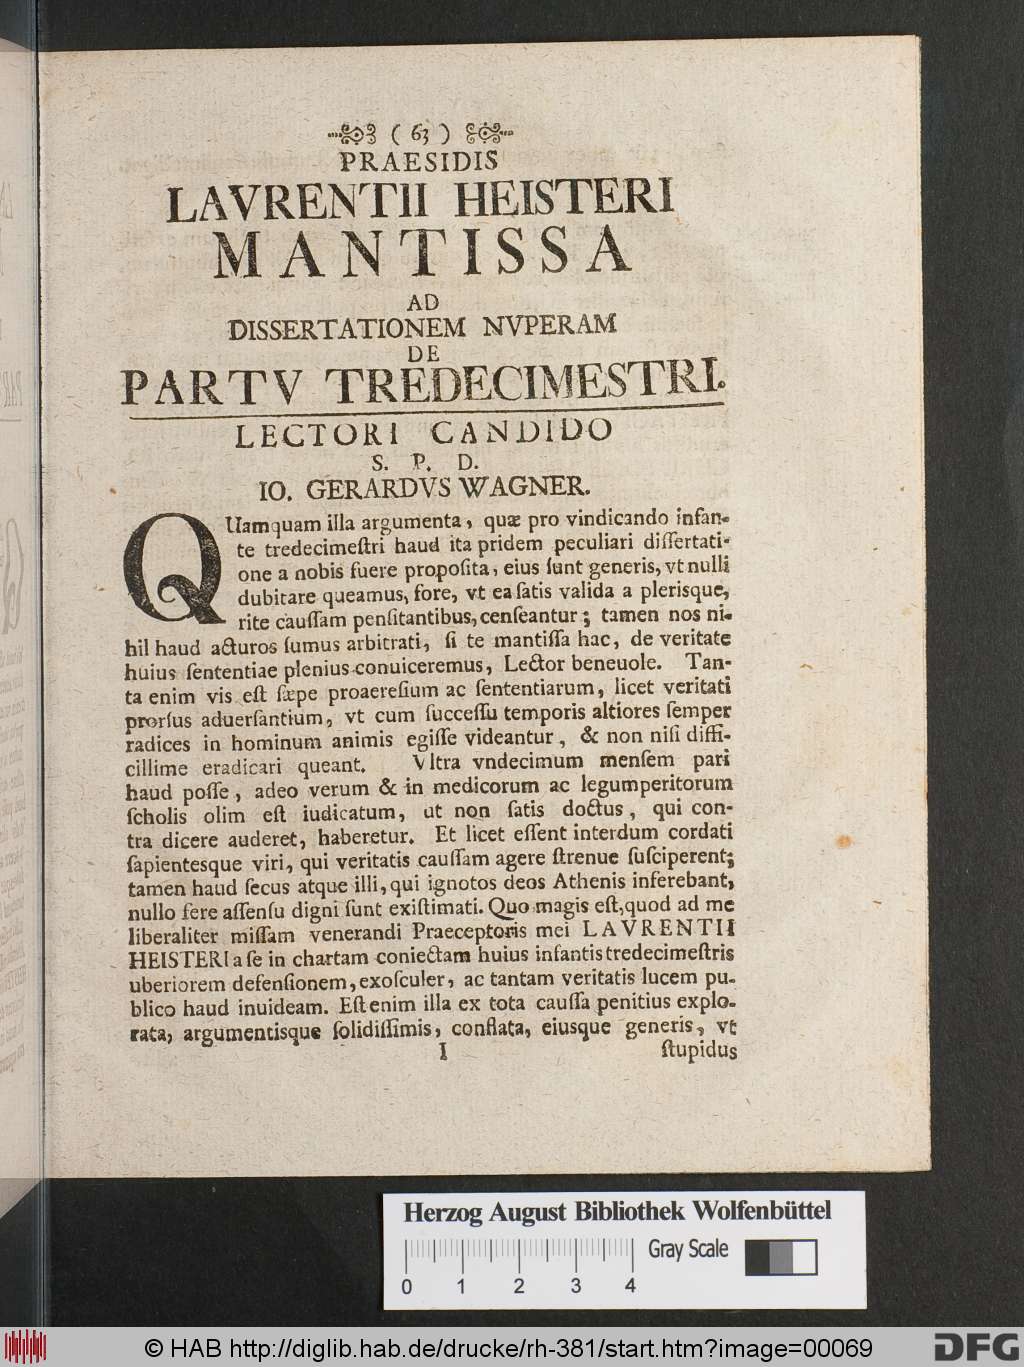 ( 63 )
PRAESIDIS
LAVRENTII HEISTERI
MANTISSA
AD
DISSERTATIONEM NVPERAM
DE
PARTV TREDECIMESTRI.
LECTORI CANDIDO
S. P. D.
IO. GERARDVS WAGNER.
QUamquam illa argumenta, quæ pro vindicando infan-
te tredecimeſtri haud ita pridem peculiari diſſertati-
one a nobis fuere propoſita, eius ſunt generis, vt nulli
dubitare queamus, fore, vt ea ſatis valida a plerisque,
rite cauſſam penſitantibus, cenſeantur; tamen nos ni-
hil haud acturos ſumus arbitrati, ſi te mantiſſa hac, de veritate
huius ſententiae plenius conuiceremus, Lector beneuole. Tan-
ta enim vis eſt ſæpe proaereſium ac ſententiarum, licet veritati
prorſus aduerſantium, vt cum ſucceſſu temporis altiores ſemper
radices in hominum animis egiſſe videantur, & non niſi diffi-
cillime eradicari queant. Vltra vndecimum menſem pari
haud poſſe, adeo verum & in medicorum ac legumperitorum
ſcholis olim eſt iudicatum, ut non ſatis doctus, qui con-
tra dicere auderet, haberetur. Et licet eſſent interdum cordati
ſapientesque viri, qui veritatis cauſſam agere ſtrenue ſuſciperent;
tamen haud ſecus atque illi, qui ignotos deos Athenis inferebant,
nullo fere aſſenſu digni ſunt exiſtimati. Quo magis eſt, quod ad me
liberaliter miſſam venerandi Praeceptoris mei LAVRENTII
HEISTERI a ſe in chartam coniectam huius infantis tredecimeſtris
uberiorem defenſionem, exoſculer, ac tantam veritatis lucem pu-
blico haud inuideam. Eſt enim illa ex tota cauſſa penitius explo-
rata, argumentisque ſolidiſſimis, conflata, eiusque generis, vt
I ſtupidus
Herzog August Bibliothek Wolfenbüttel
Gray Scale
0 1 2 3 4
© HAB http://diglib.hab.de/drucke/rh-381/start.htm?image=00069
DFG